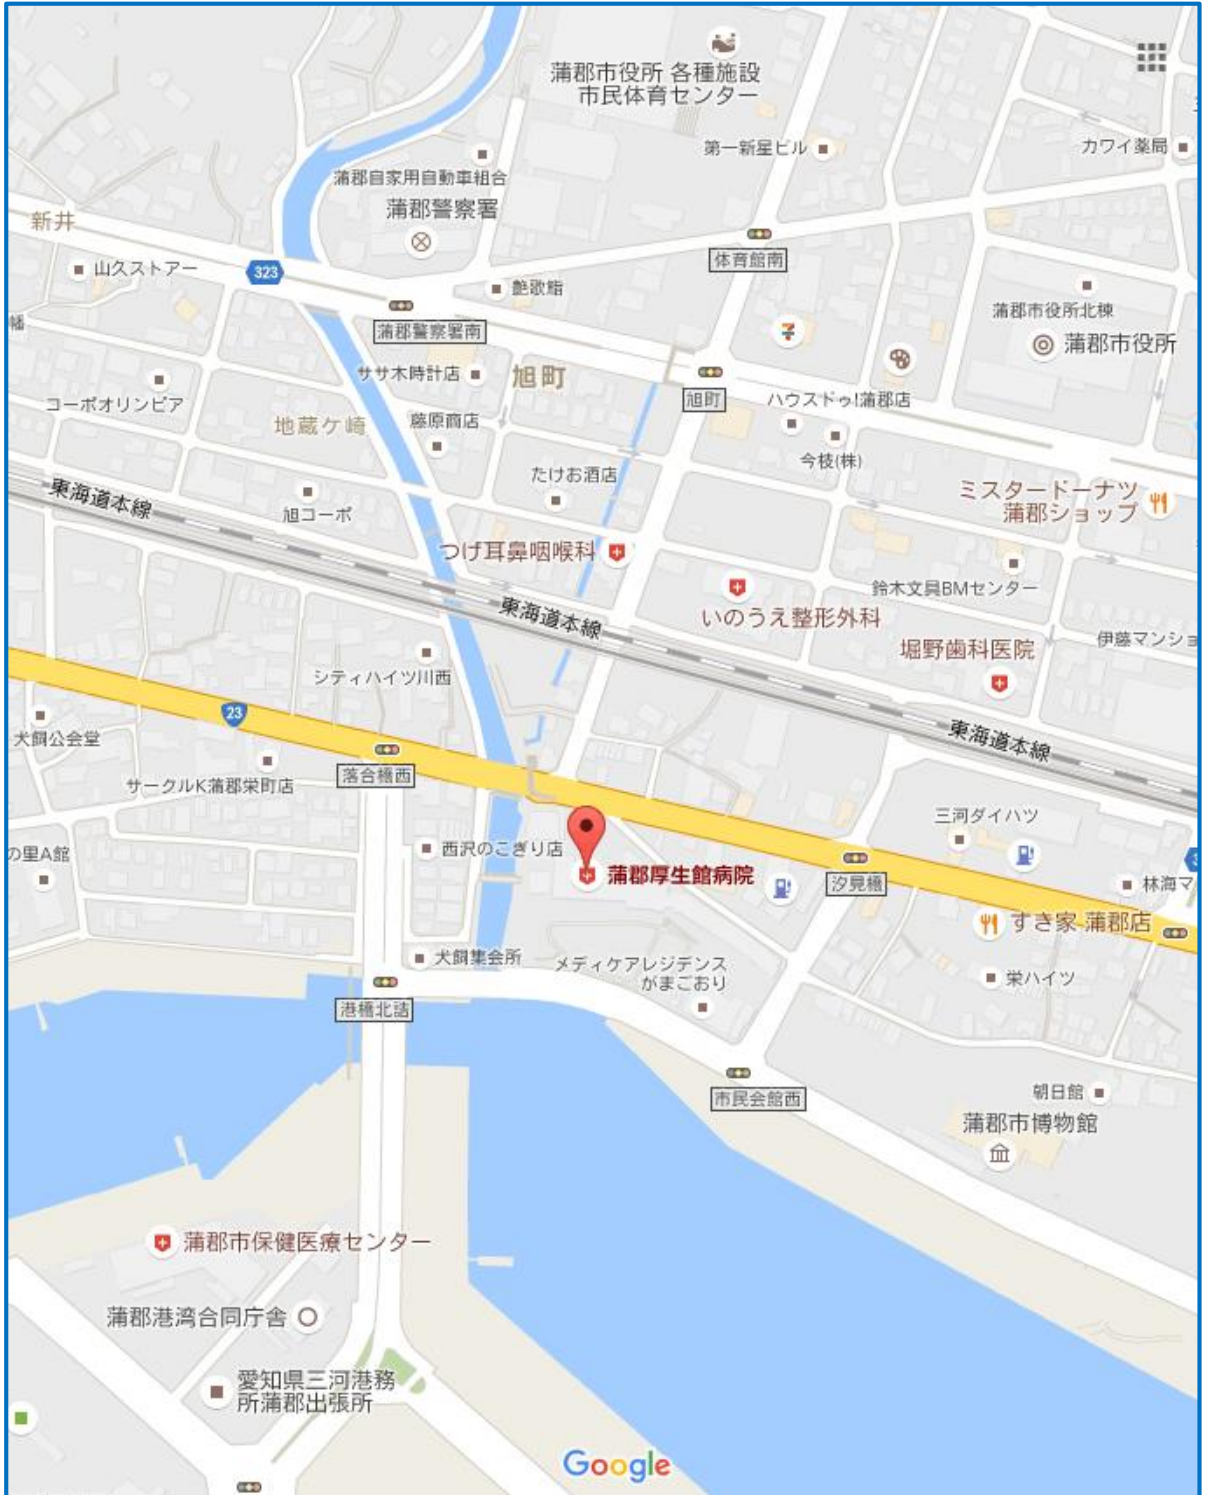 蒲郡市役所 各種施設
市民体育センター
第一新星ビル
カワイ薬局
蒲郡自家用自動車組合
蒲郡警察署
新井
体育館南
山久ストアー
323
艶歌鮨
蒲郡市役所北棟
蒲郡警察署南
蒲郡市役所
幡
ササ木時計店
旭町
旭町
ハウスドゥ!蒲郡店
コーポオリンピア
地蔵ケ崎
藤原商店
今枝(株)
たけお酒店
ミスタードーナツ
蒲郡ショップ
東海道本線
旭コーポ
つげ耳鼻咽喉科
鈴木文具BMセンター
東海道本線
いのうえ整形外科
堀野歯科医院
伊藤マンショ
シティハイツ川西
23
犬飼公会堂
東海道本線
落合橋西
サークルK蒲郡栄町店
三河ダイハツ
西沢のこぎり店
の里A館
蒲郡厚生館病院
汐見橋
林海マ
すき家 蒲郡店
犬飼集会所
メディケアレジデンス
がまごおり
栄ハイツ
港橋北詰
市民会館西
朝日館
蒲郡市博物館
蒲郡市保健医療センター
蒲郡港湾合同庁舎
愛知県三河港務
所蒲郡出張所
Google